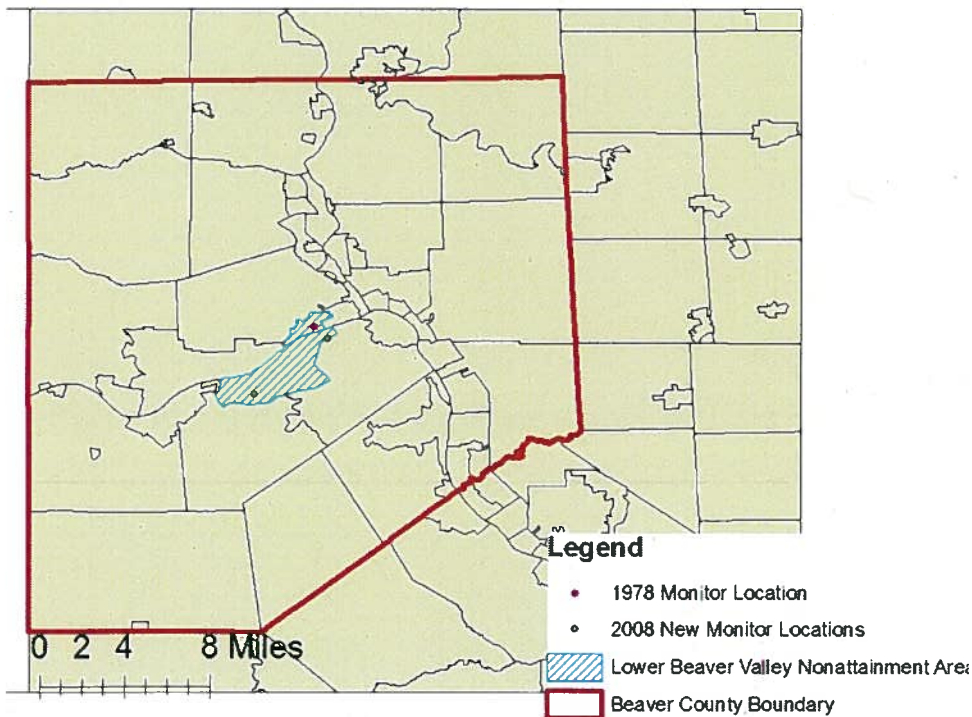 Legend
1978 Monitor Location
2008 New Monitor Locations
0 2 4 8 Miles
Lower Beaver Valley Nonattainment Area
Beaver County Boundary